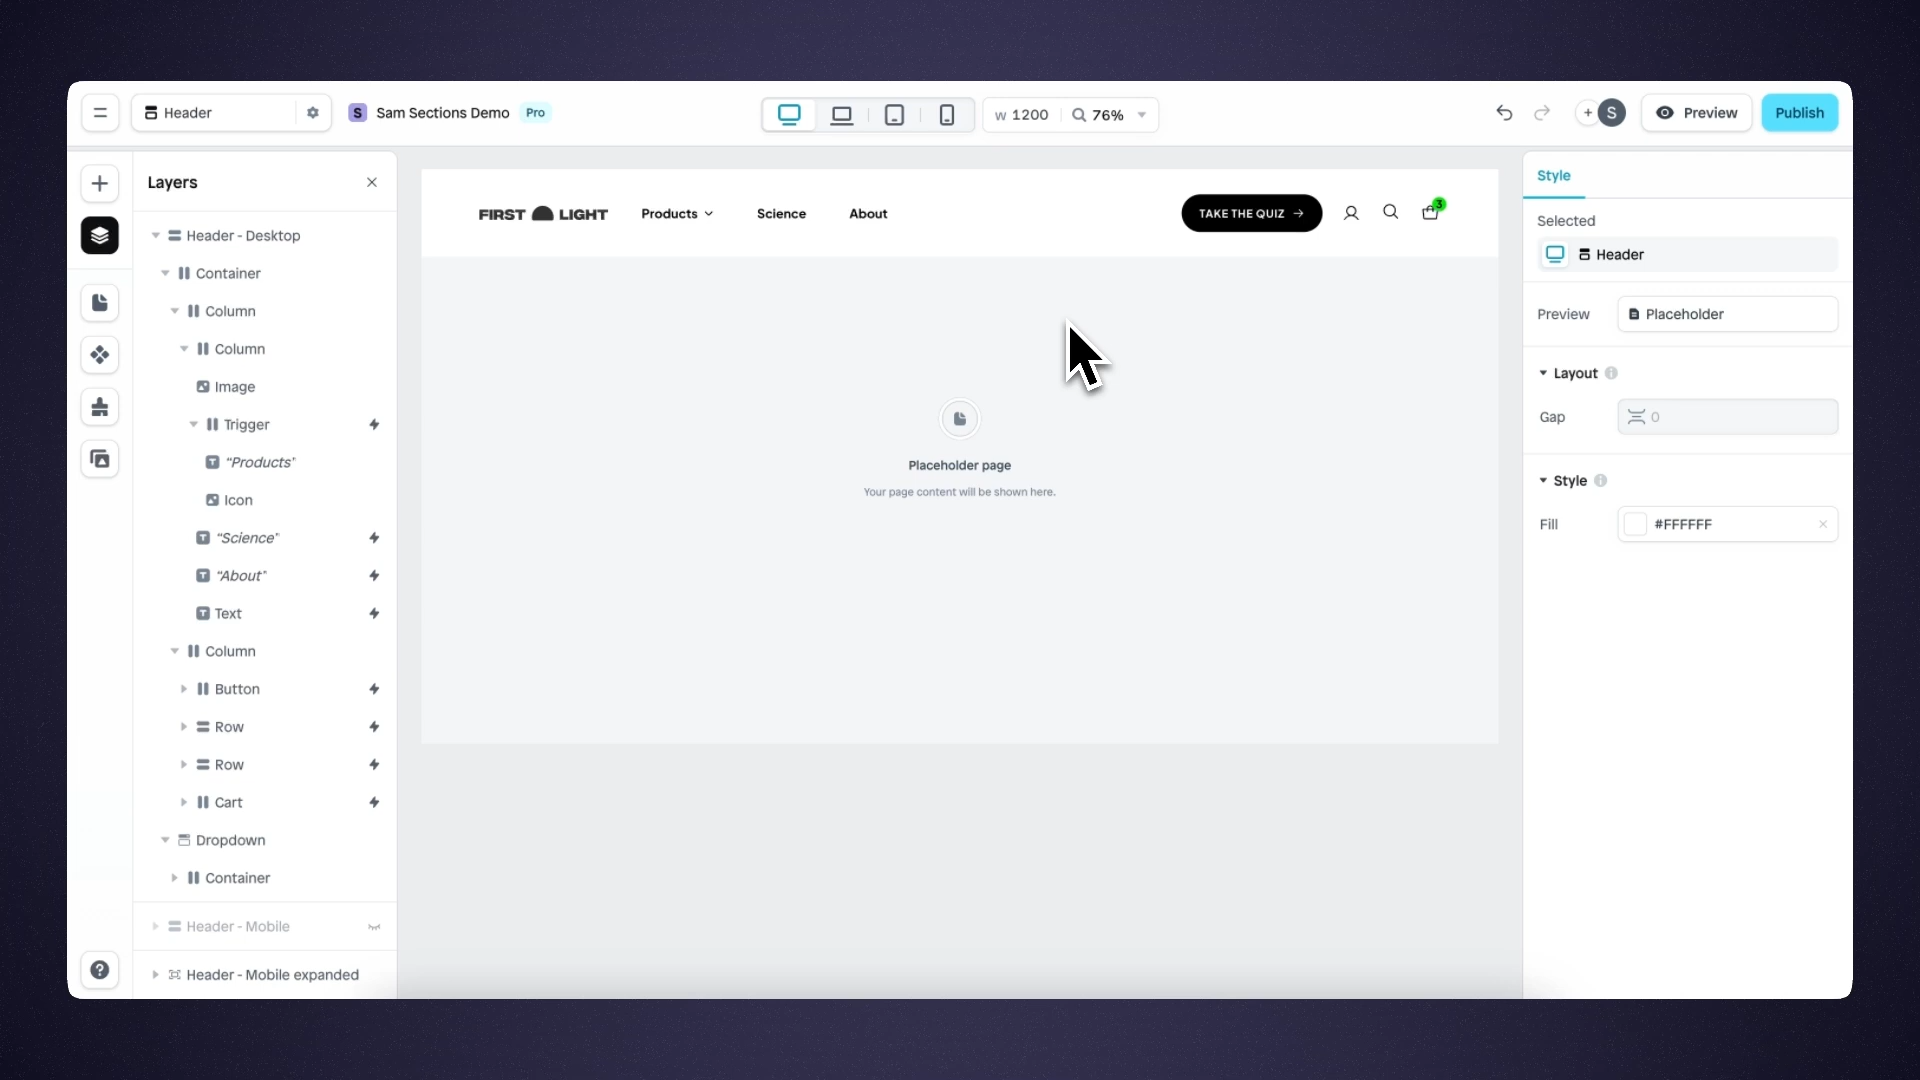 Header
S
Sam Sections Demo
Pro
W 1200
76%
+
S
Preview
Publish
Layers
Header - Desktop
Container
Column
Column
Image
Trigger
“Products”
Icon
“Science”
“About”
Text
Column
Button
Row
Row
Cart
Dropdown
Container
Header - Mobile
Header - Mobile expanded
FIRST LIGHT
Products
Science
About
TAKE THE QUIZ →
3
Placeholder page
Your page content will be shown here.
Style
Selected
Header
Preview
Placeholder
Layout
Gap
0
Style
Fill
#FFFFFF